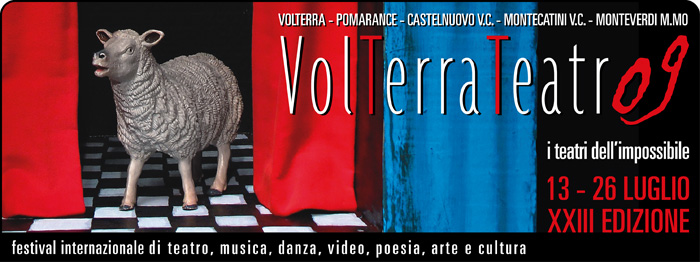 VOLTERRA - POMARANCE - CASTELNUOVO V.C. - MONTECATINI V.C. - MONTEVERDI M.MO
VolTerraTeatro09
i teatri dell'impossibile
13 - 26 LUGLIO
XXIII EDIZIONE
festival internazionale di teatro, musica, danza, video, poesia, arte e cultura